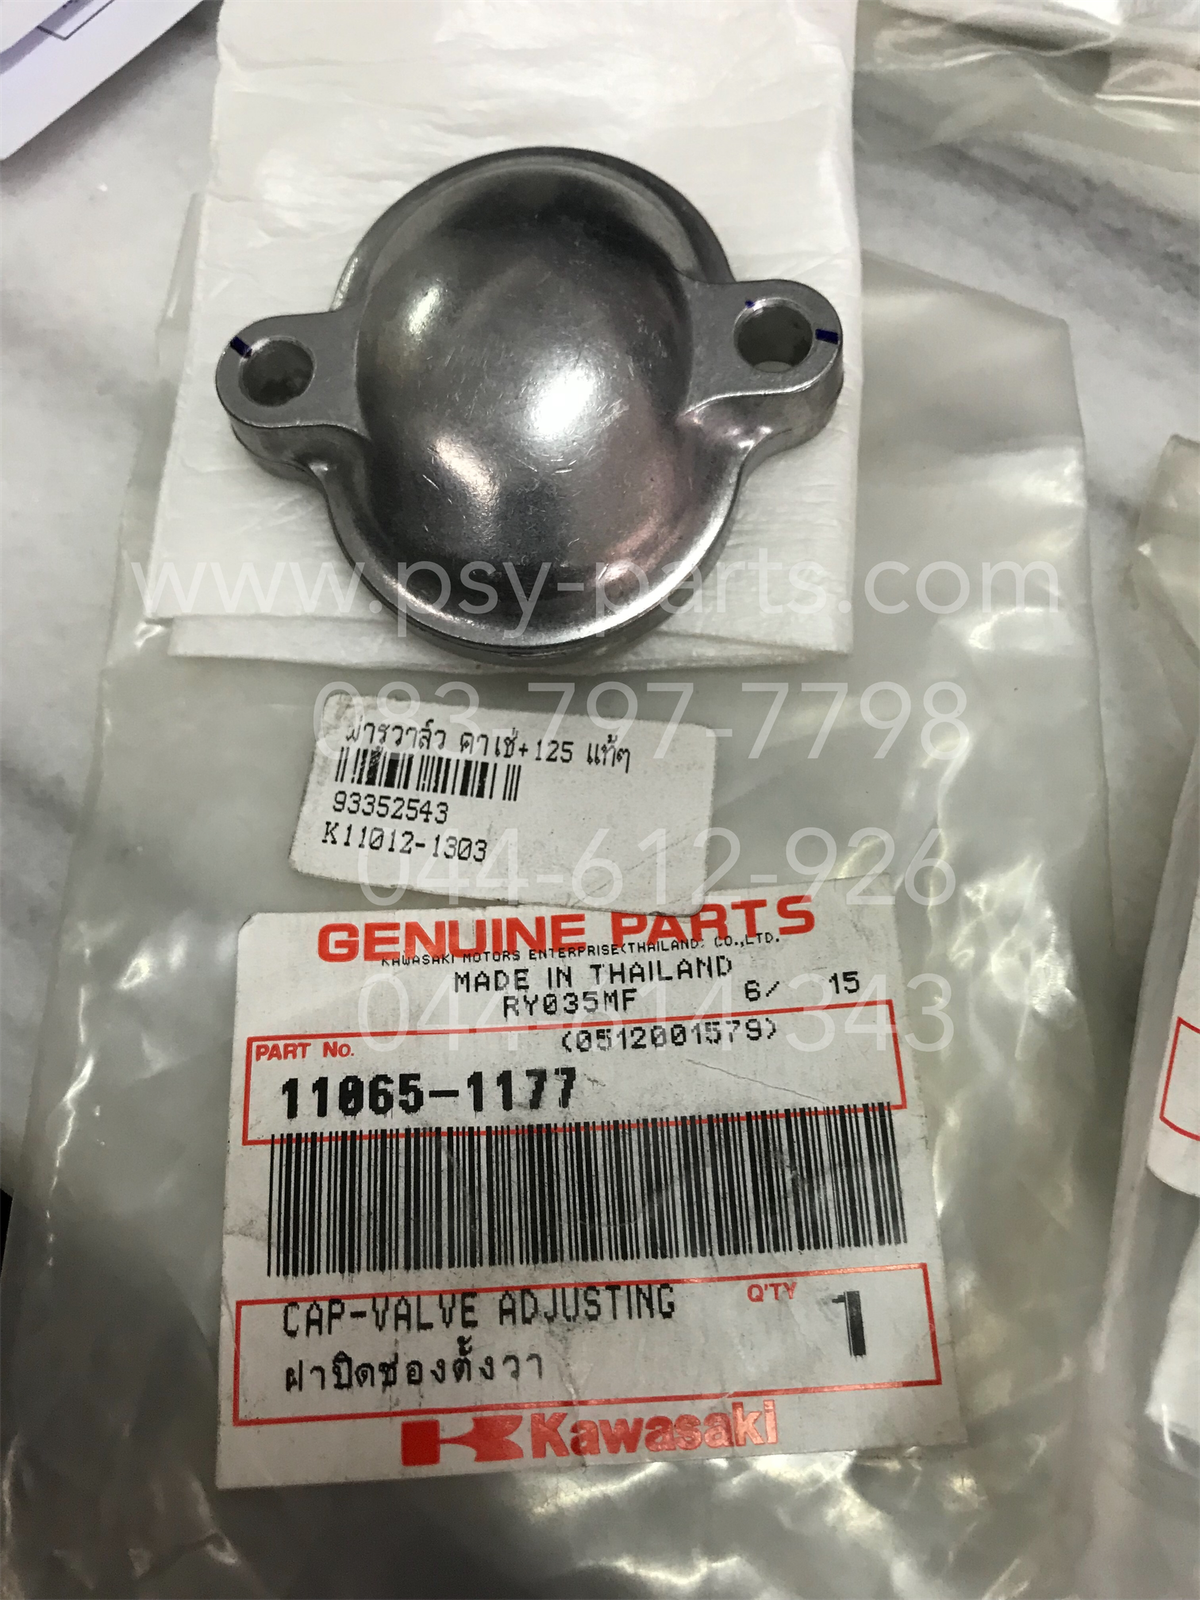 www.psy-parts.com
083-797-7798
ฝารูวาล์ว คาเซ่+125 แท้ๆ
93352543
K11012-1303
044-612-926
GENUINE PARTS
KAWASAKI MOTORS ENTERPRISE(THAILAND) CO.,LTD.
MADE IN THAILAND
RY035MF 6/ 15
044-614-343
(0512001579)
PART No.
11065-1177
CAP-VALVE ADJUSTING
Q'TY 1
ฝาปิดช่องตั้งวา
Kawasaki